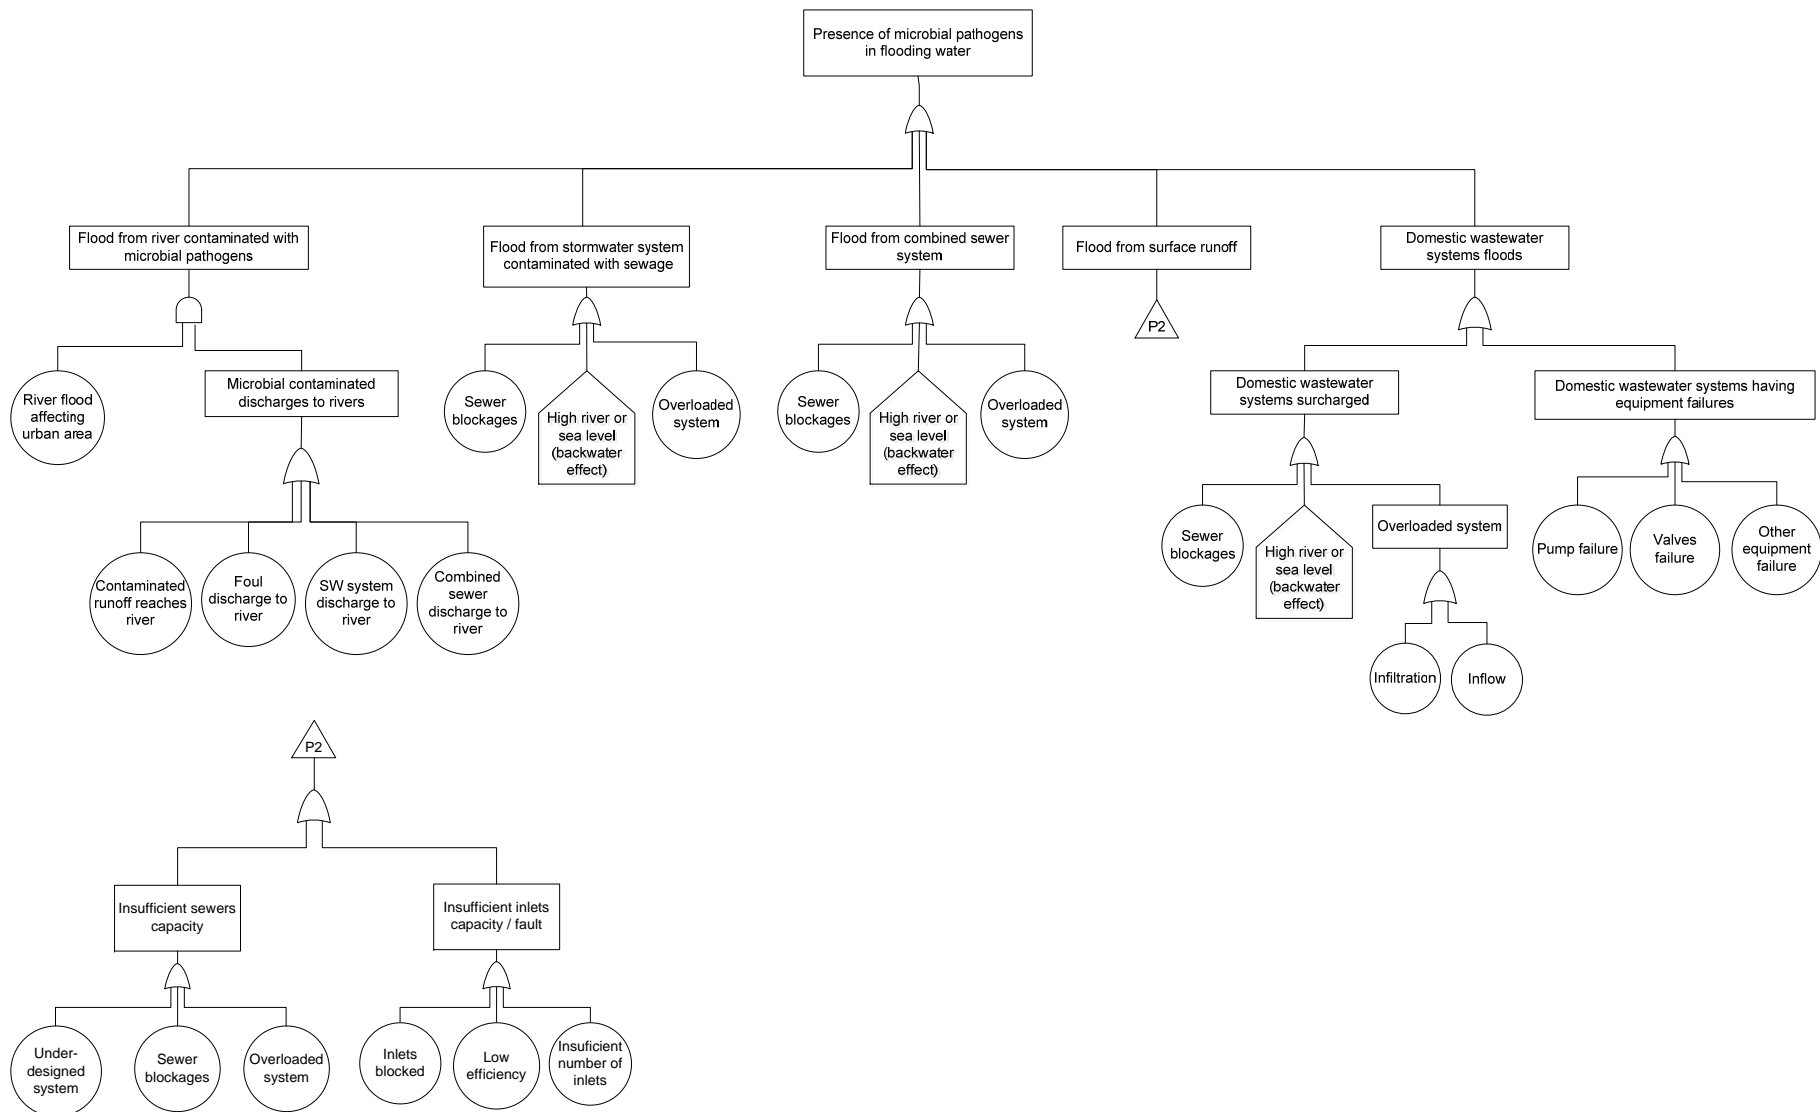 Presence of microbial pathogens
in flooding water
Flood from river contaminated with
microbial pathogens
Flood from stormwater system
contaminated with sewage
Flood from combined sewer
system
Flood from surface runoff
Domestic wastewater
systems floods
P2
River flood
affecting
urban area
Microbial contaminated
discharges to rivers
Sewer
blockages
High river or
sea level
(backwater
effect)
Overloaded
system
Sewer
blockages
High river or
sea level
(backwater
effect)
Overloaded
system
Domestic wastewater
systems surcharged
Domestic wastewater systems having
equipment failures
Contaminated
runoff reaches
river
Foul
discharge to
river
SW system
discharge to
river
Combined
sewer
discharge to
river
Sewer
blockages
High river or
sea level
(backwater
effect)
Overloaded system
Pump failure
Valves
failure
Other
equipment
failure
Infiltration
Inflow
P2
Insufficient sewers
capacity
Insufficient inlets
capacity / fault
Under-
designed
system
Sewer
blockages
Overloaded
system
Inlets
blocked
Low
efficiency
Insuficient
number of
inlets